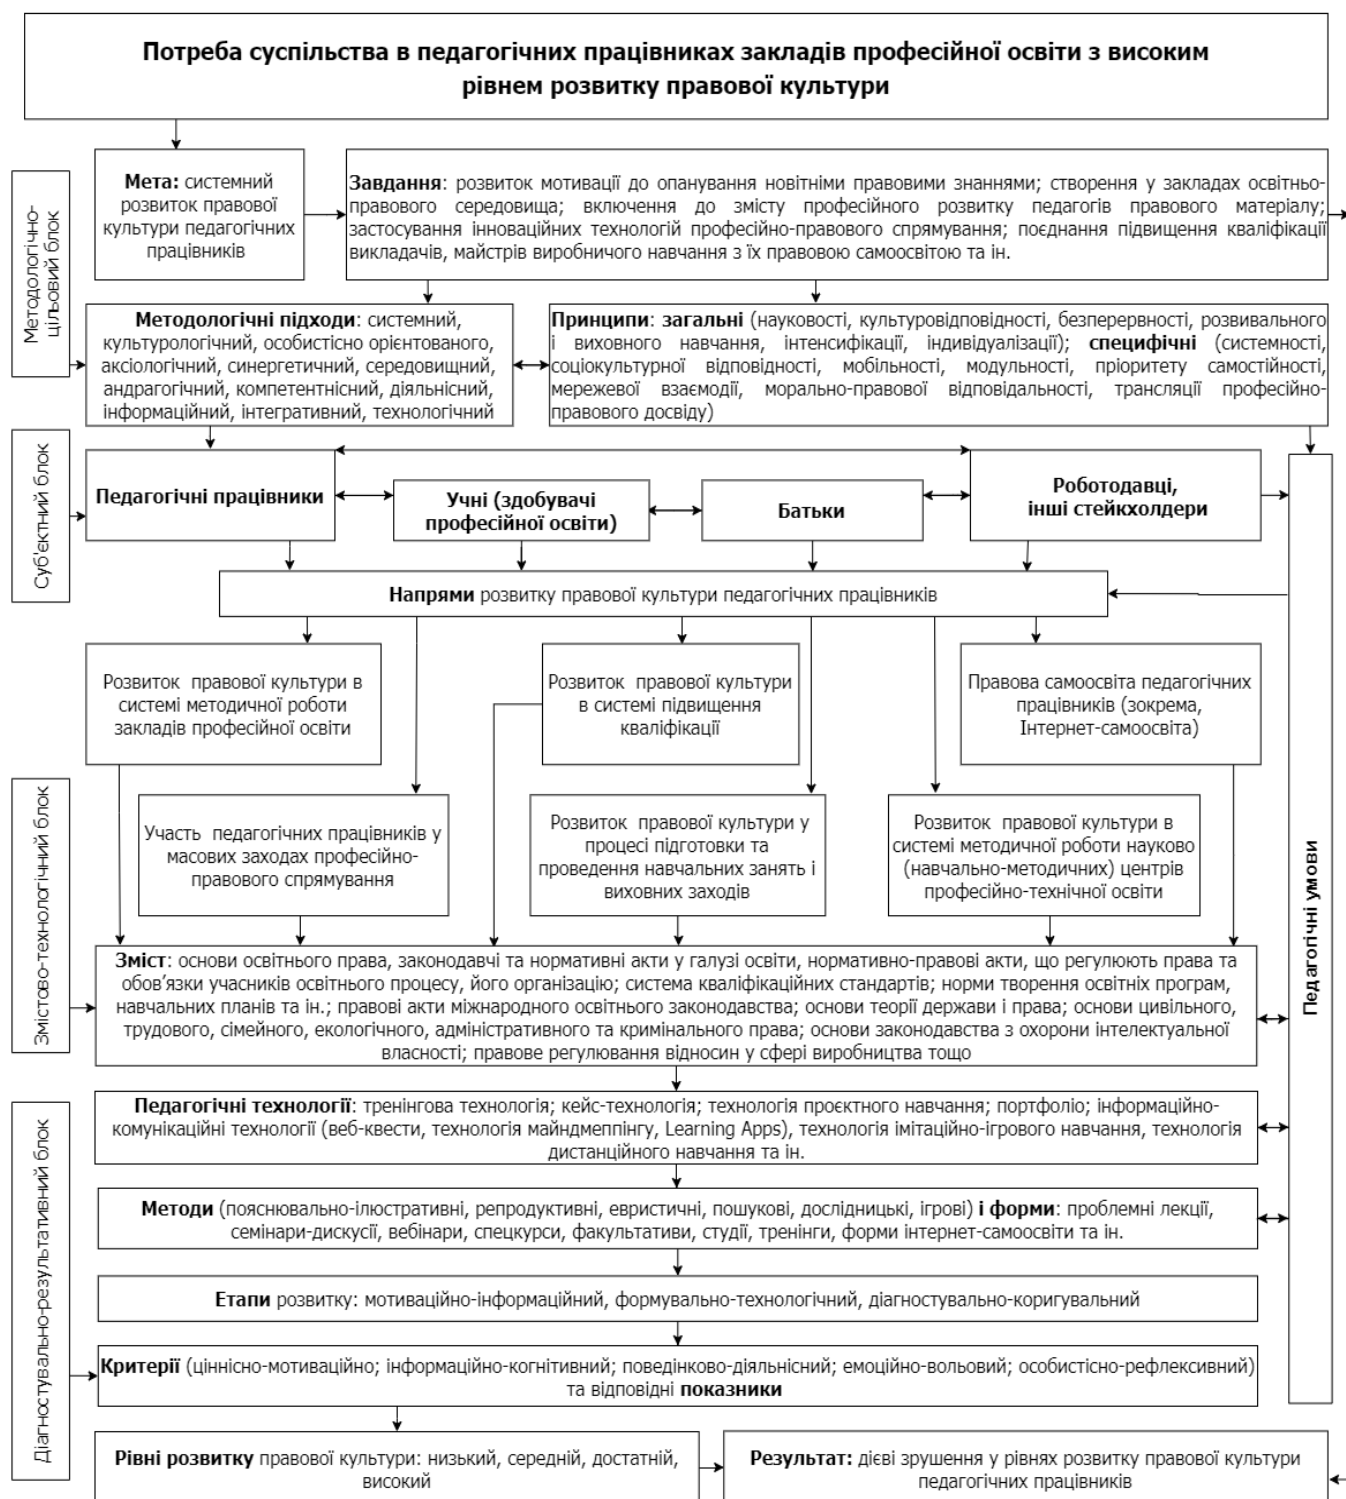 Потреба суспільства в педагогічних працівниках закладів професійної освіти з високим
рівнем розвитку правової культури
Методологічно-
цільовий блок
Мета: системний
розвиток правової
культури педагогічних
працівників
Завдання: розвиток мотивації до опанування новітніми правовими знаннями; створення у закладах освітньо-
правового середовища; включення до змісту професійного розвитку педагогів правового матеріалу;
застосування інноваційних технологій професійно-правового спрямування; поєднання підвищення кваліфікації
викладачів, майстрів виробничого навчання з їх правовою самоосвітою та ін.
Методологічні підходи: системний,
культурологічний, особистісно орієнтованого,
аксіологічний, синергетичний, середовищний,
андрагогічний, компетентнісний, діяльнісний,
інформаційний, інтегративний, технологічний
Принципи: загальні (науковості, культуровідповідності, безперервності, розвивального
і виховного навчання, інтенсифікації, індивідуалізації); специфічні (системності,
соціокультурної відповідності, мобільності, модульності, пріоритету самостійності,
мережевої взаємодії, морально-правової відповідальності, трансляції професійно-
правового досвіду)
Суб'єктний блок
Педагогічні працівники
Учні (здобувачі
професійної освіти)
Батьки
Роботодавці,
інші стейкхолдери
Педагогічні умови
Напрями розвитку правової культури педагогічних працівників
Розвиток правової культури в
системі методичної роботи
закладів професійної освіти
Розвиток правової культури
в системі підвищення
кваліфікації
Правова самоосвіта педагогічних
працівників (зокрема,
Інтернет-самоосвіта)
Змістово-технологічний блок
Участь педагогічних працівників у
масових заходах професійно-
правового спрямування
Розвиток правової культури у
процесі підготовки та
проведення навчальних занять і
виховних заходів
Розвиток правової культури в
системі методичної роботи науково
(навчально-методичних) центрів
професійно-технічної освіти
Зміст: основи освітнього права, законодавчі та нормативні акти у галузі освіти, нормативно-правові акти, що регулюють права та
обов’язки учасників освітнього процесу, його організацію; система кваліфікаційних стандартів; норми творення освітніх програм,
навчальних планів та ін.; правові акти міжнародного освітнього законодавства; основи теорії держави і права; основи цивільного,
трудового, сімейного, екологічного, адміністративного та кримінального права; основи законодавства з охорони інтелектуальної
власності; правове регулювання відносин у сфері виробництва тощо
Діагностувально-результативний блок
Педагогічні технології: тренінгова технологія; кейс-технологія; технологія проєктного навчання; портфоліо; інформаційно-
комунікаційні технології (веб-квести, технологія майндмеппінгу, Learning Apps), технологія імітаційно-ігрового навчання, технологія
дистанційного навчання та ін.
Методи (пояснювально-ілюстративні, репродуктивні, евристичні, пошукові, дослідницькі, ігрові) і форми: проблемні лекції,
семінари-дискусії, вебінари, спецкурси, факультативи, студії, тренінги, форми інтернет-самоосвіти та ін.
Етапи розвитку: мотиваційно-інформаційний, формувально-технологічний, діагностувально-коригувальний
Критерії (ціннісно-мотиваційно; інформаційно-когнітивний; поведінково-діяльнісний; емоційно-вольовий; особистісно-рефлексивний)
та відповідні показники
Рівні розвитку правової культури: низький, середній, достатній,
високий
Результат: дієві зрушення у рівнях розвитку правової культури
педагогічних працівників